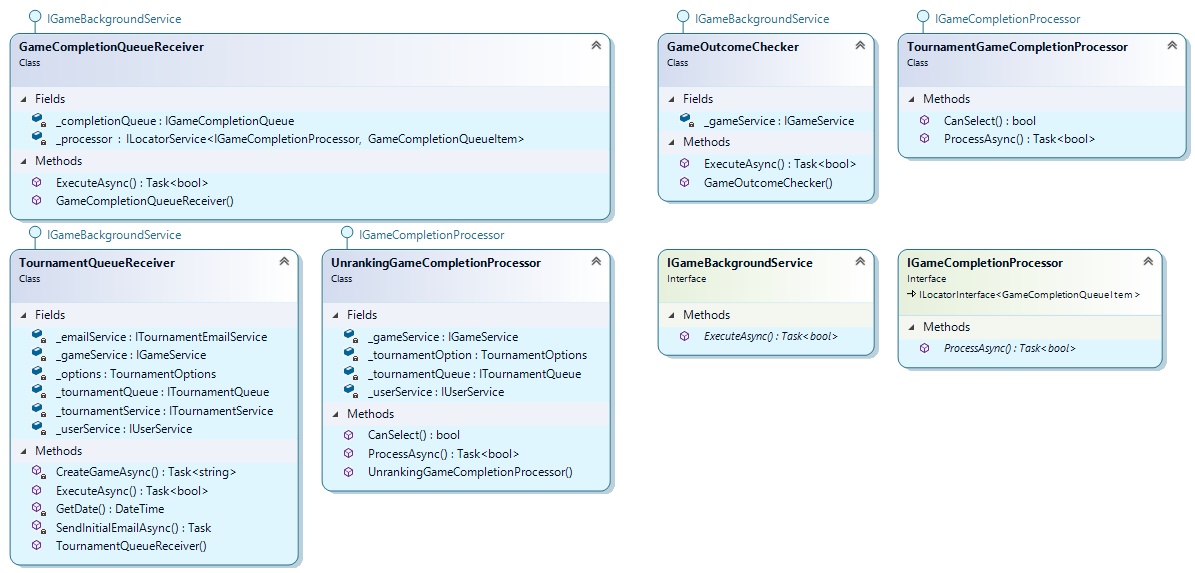 IGameBackgroundService
GameCompletionQueueReceiver
Class
Fields
_completionQueue : IGameCompletionQueue
_processor : ILocatorService<IGameCompletionProcessor, GameCompletionQueueItem>
Methods
ExecuteAsync() : Task<bool>
GameCompletionQueueReceiver()
IGameBackgroundService
GameOutcomeChecker
Class
Fields
_gameService : IGameService
Methods
ExecuteAsync() : Task<bool>
GameOutcomeChecker()
IGameCompletionProcessor
TournamentGameCompletionProcessor
Class
Methods
CanSelect() : bool
ProcessAsync() : Task<bool>
IGameBackgroundService
TournamentQueueReceiver
Class
Fields
_emailService : ITournamentEmailService
_gameService : IGameService
_options : TournamentOptions
_tournamentQueue : ITournamentQueue
_tournamentService : ITournamentService
_userService : IUserService
Methods
CreateGameAsync() : Task<string>
ExecuteAsync() : Task<bool>
GetDate() : DateTime
SendInitialEmailAsync() : Task
TournamentQueueReceiver()
IGameCompletionProcessor
UnrankingGameCompletionProcessor
Class
Fields
_gameService : IGameService
_tournamentOption : TournamentOptions
_tournamentQueue : ITournamentQueue
_userService : IUserService
Methods
CanSelect() : bool
ProcessAsync() : Task<bool>
UnrankingGameCompletionProcessor()
IGameBackgroundService
Interface
Methods
ExecuteAsync() : Task<bool>
IGameCompletionProcessor
Interface
ILocatorInterface<GameCompletionQueueItem>
Methods
ProcessAsync() : Task<bool>